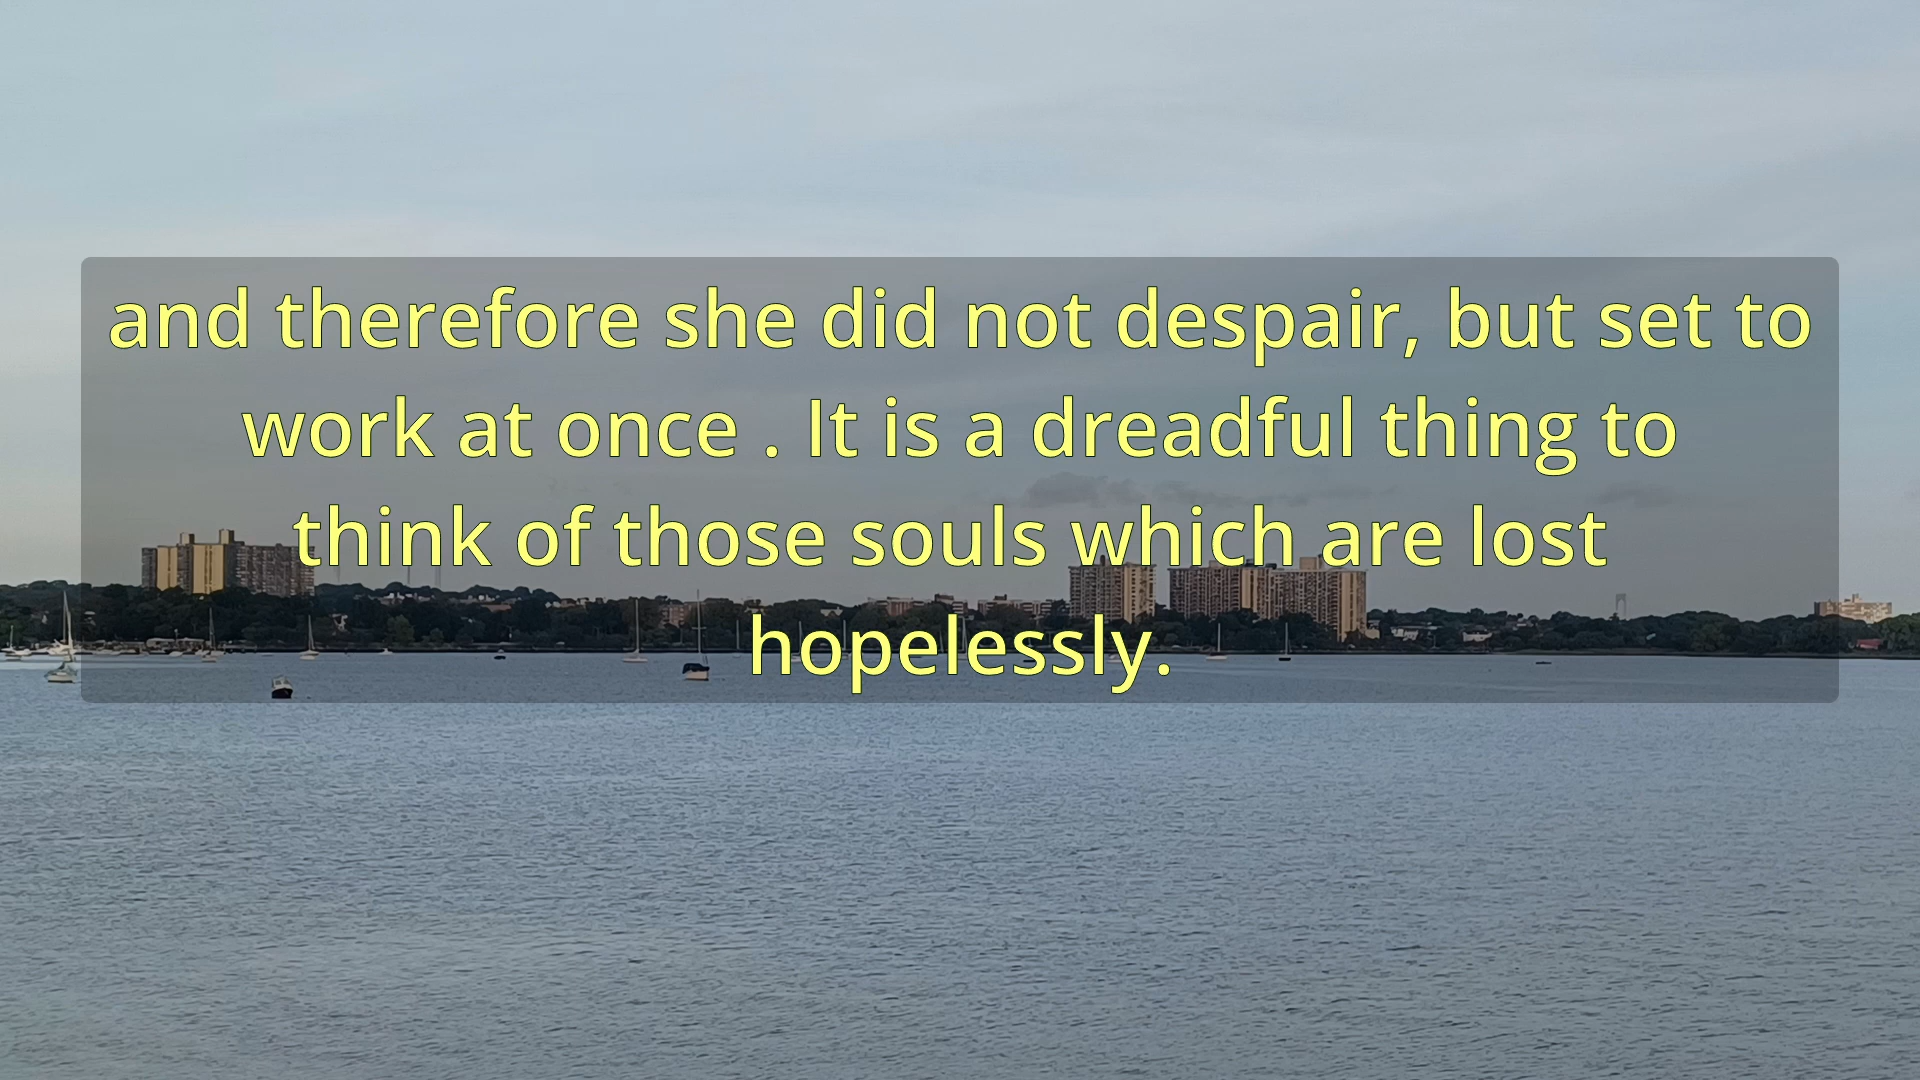 and therefore she did not despair, but set to
work at once . It is a dreadful thing to
think of those souls which are lost
hopelessly.